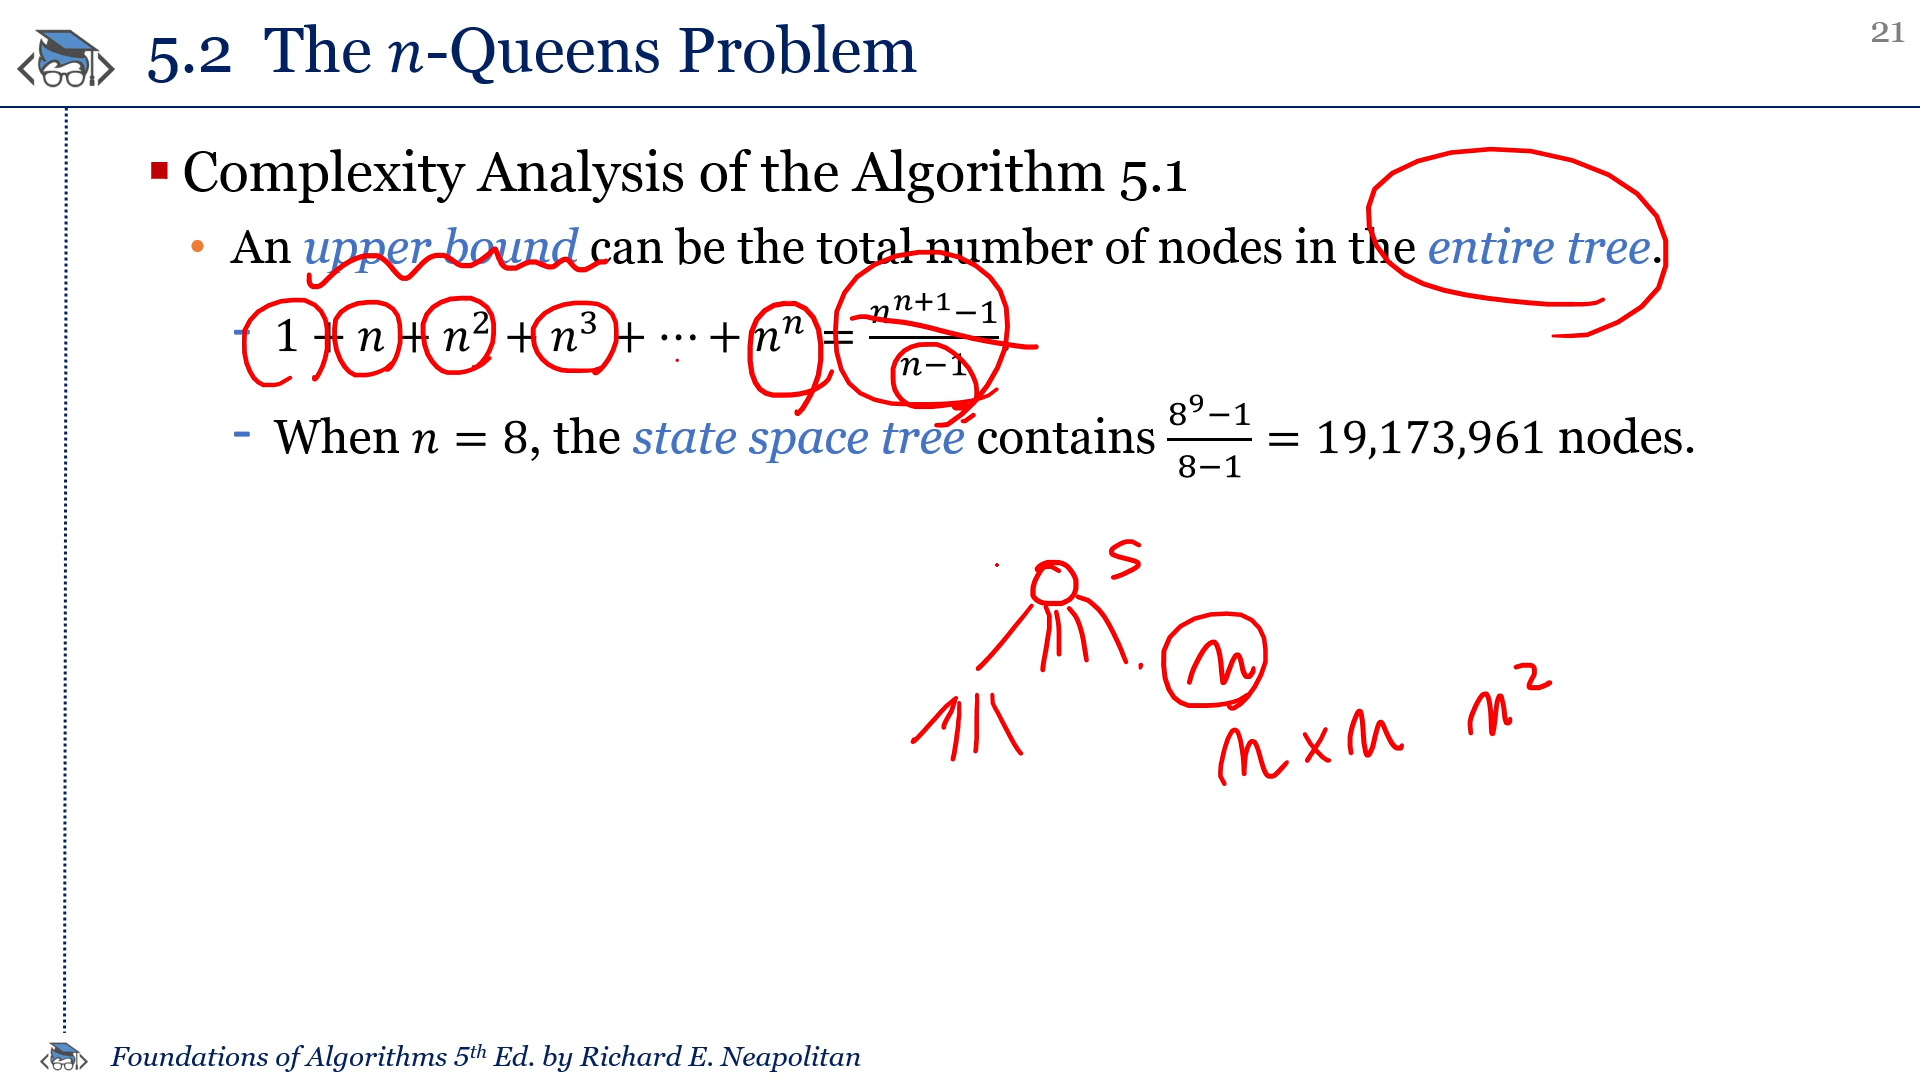 5.2 The n-Queens Problem
21
▪ Complexity Analysis of the Algorithm 5.1
• An upper bound can be the total number of nodes in the entire tree.
- 1 + n + n² + n³ + ⋯ + nⁿ = (nⁿ⁺¹−1)/(n−1)
- When n = 8, the state space tree contains (8⁹−1)/(8−1) = 19,173,961 nodes.
S
n
n × n n²
Foundations of Algorithms 5th Ed. by Richard E. Neapolitan